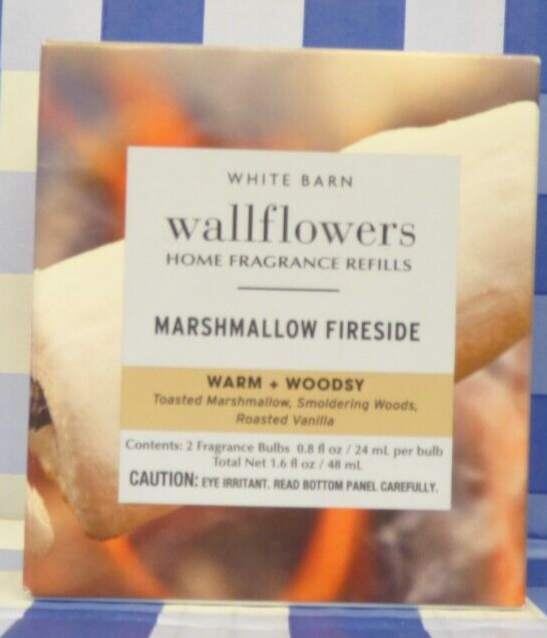 WHITE BARN
wallflowers
HOME FRAGRANCE REFILLS
MARSHMALLOW FIRESIDE
WARM + WOODSY
Toasted Marshmallow, Smoldering Woods,
Roasted Vanilla
Contents: 2 Fragrance Bulbs 0.8 fl oz / 24 mL per bulb
Total Net 1.6 fl oz / 48 mL
CAUTION: EYE IRRITANT. READ BOTTOM PANEL CAREFULLY.